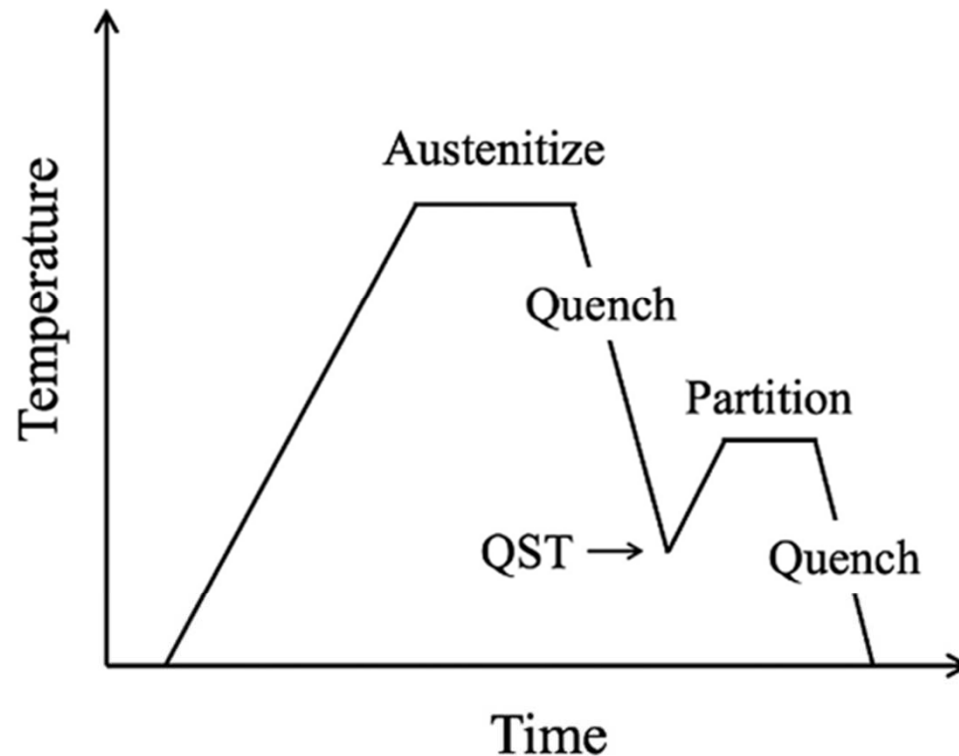 Austenitize
Quench
Partition
QST
Quench
Temperature
Time